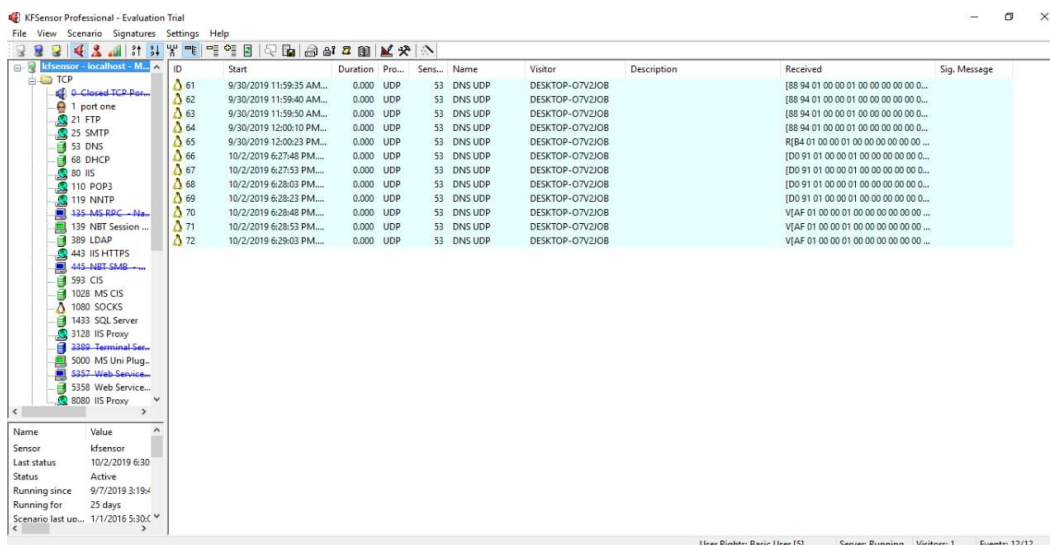 KFSensor Professional - Evaluation Trial
File View Scenario Signatures Settings Help
kfsensor - localhost - M...
TCP
0 Closed TCP Por...
1 port one
21 FTP
25 SMTP
53 DNS
68 DHCP
80 IIS
110 POP3
119 NNTP
135 MS RPC - Na...
139 NBT Session ...
389 LDAP
443 IIS HTTPS
445 NBT SMB - ...
593 CIS
1028 MS CIS
1080 SOCKS
1433 SQL Server
3128 IIS Proxy
3389 Terminal Ser...
5000 MS Uni Plug...
5357 Web Service...
5358 Web Service...
8080 IIS Proxy
Name Value
Sensor kfsensor
Last status 10/2/2019 6:30
Status Active
Running since 9/7/2019 3:19:4
Running for 25 days
Scenario last up... 1/1/2016 5:30:(
ID Start Duration Pro... Sens... Name Visitor Description Received Sig. Message
61 9/30/2019 11:59:35 AM... 0.000 UDP 53 DNS UDP DESKTOP-O7V2JOB [88 94 01 00 00 01 00 00 00 00 00 0...
62 9/30/2019 11:59:40 AM... 0.000 UDP 53 DNS UDP DESKTOP-O7V2JOB [88 94 01 00 00 01 00 00 00 00 00 0...
63 9/30/2019 11:59:50 AM... 0.000 UDP 53 DNS UDP DESKTOP-O7V2JOB [88 94 01 00 00 01 00 00 00 00 00 0...
64 9/30/2019 12:00:10 PM... 0.000 UDP 53 DNS UDP DESKTOP-O7V2JOB [88 94 01 00 00 01 00 00 00 00 00 0...
65 9/30/2019 12:00:23 PM... 0.000 UDP 53 DNS UDP DESKTOP-O7V2JOB R[B4 01 00 00 01 00 00 00 00 00 00 ...
66 10/2/2019 6:27:48 PM.... 0.000 UDP 53 DNS UDP DESKTOP-O7V2JOB [D0 91 01 00 00 01 00 00 00 00 00 0...
67 10/2/2019 6:27:53 PM.... 0.000 UDP 53 DNS UDP DESKTOP-O7V2JOB [D0 91 01 00 00 01 00 00 00 00 00 0...
68 10/2/2019 6:28:03 PM.... 0.000 UDP 53 DNS UDP DESKTOP-O7V2JOB [D0 91 01 00 00 01 00 00 00 00 00 0...
69 10/2/2019 6:28:23 PM.... 0.000 UDP 53 DNS UDP DESKTOP-O7V2JOB [D0 91 01 00 00 01 00 00 00 00 00 0...
70 10/2/2019 6:28:48 PM.... 0.000 UDP 53 DNS UDP DESKTOP-O7V2JOB V[AF 01 00 00 01 00 00 00 00 00 00 ...
71 10/2/2019 6:28:53 PM.... 0.000 UDP 53 DNS UDP DESKTOP-O7V2JOB V[AF 01 00 00 01 00 00 00 00 00 00 ...
72 10/2/2019 6:29:03 PM.... 0.000 UDP 53 DNS UDP DESKTOP-O7V2JOB V[AF 01 00 00 01 00 00 00 00 00 00 ...
User Rights: Basic User [5] Server: Running Visitors: 1 Events: 12/12